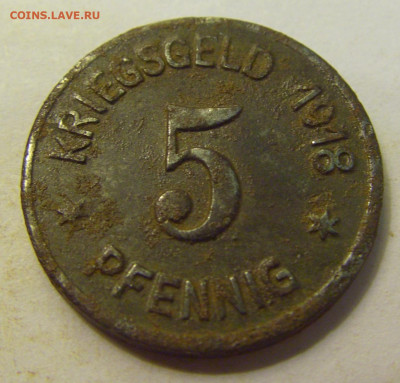 COINS.LAVE.RU
KRIEGSGELD 1918
5
PFENNIG